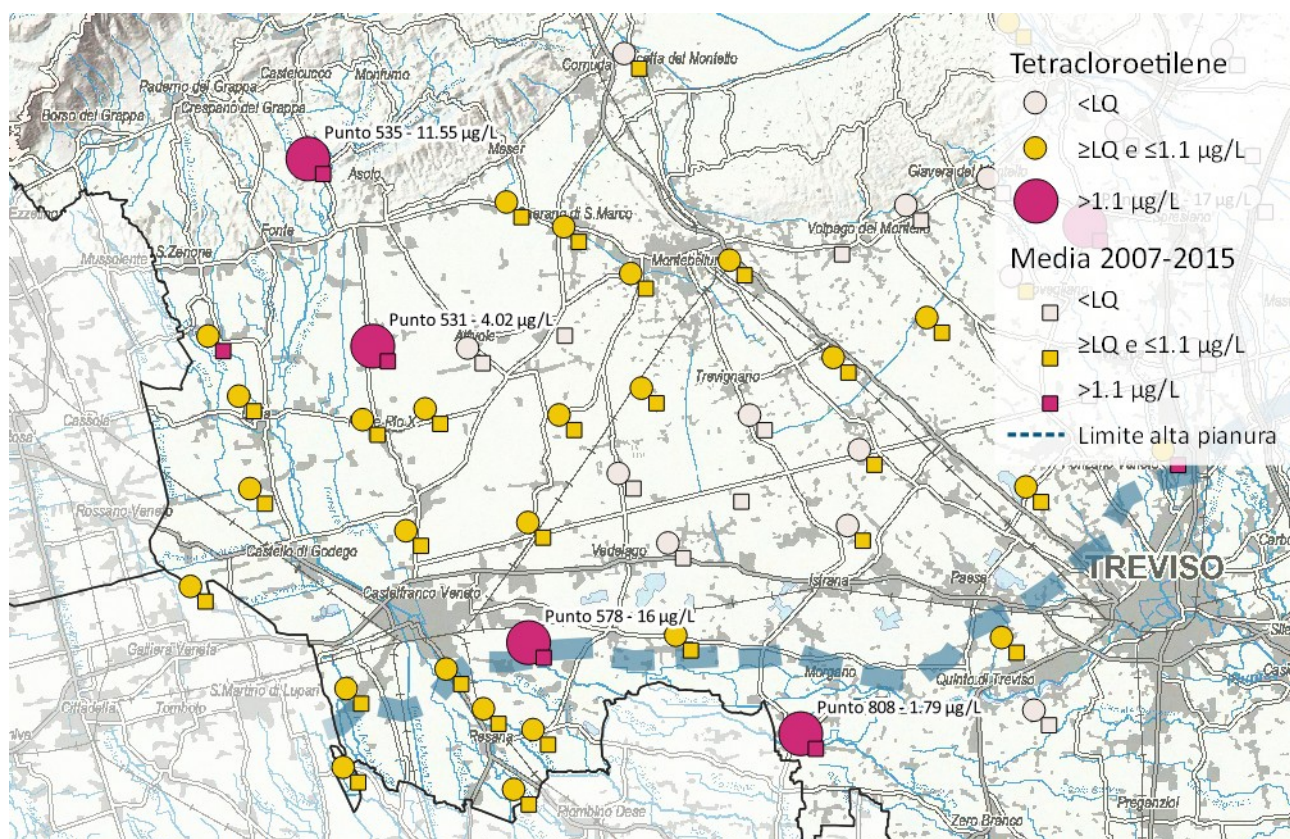 Tetracloroetilene
<LQ
≥LQ e ≤1.1 µg/L
>1.1 µg/L
Media 2007-2015
<LQ
≥LQ e ≤1.1 µg/L
>1.1 µg/L
Limite alta pianura
Cornuda
Castelcucco
Monfumo
Paderno del Grappa
Crespano del Grappa
Borso del Grappa
Punto 535 - 11.55 µg/L
Maser
Asolo
Giavera del
Volpago del Montello
17 µg/L
Fonte
S.Zenone
Mussolente
Punto 531 - 4.02 µg/L
Trevignano
Cassola
Rossano Veneto
Castello di Godego
Vedelago
Istrana
Paese
TREVISO
Castelfranco Veneto
Punto 578 - 16 µg/L
Galliera Veneta
S.Martino di Lupari
Cittadella
Tombolo
Morgano
Quinto di Treviso
Punto 808 - 1.79 µg/L
Resana
Piombino Dese
Zero Branco
Preganziol